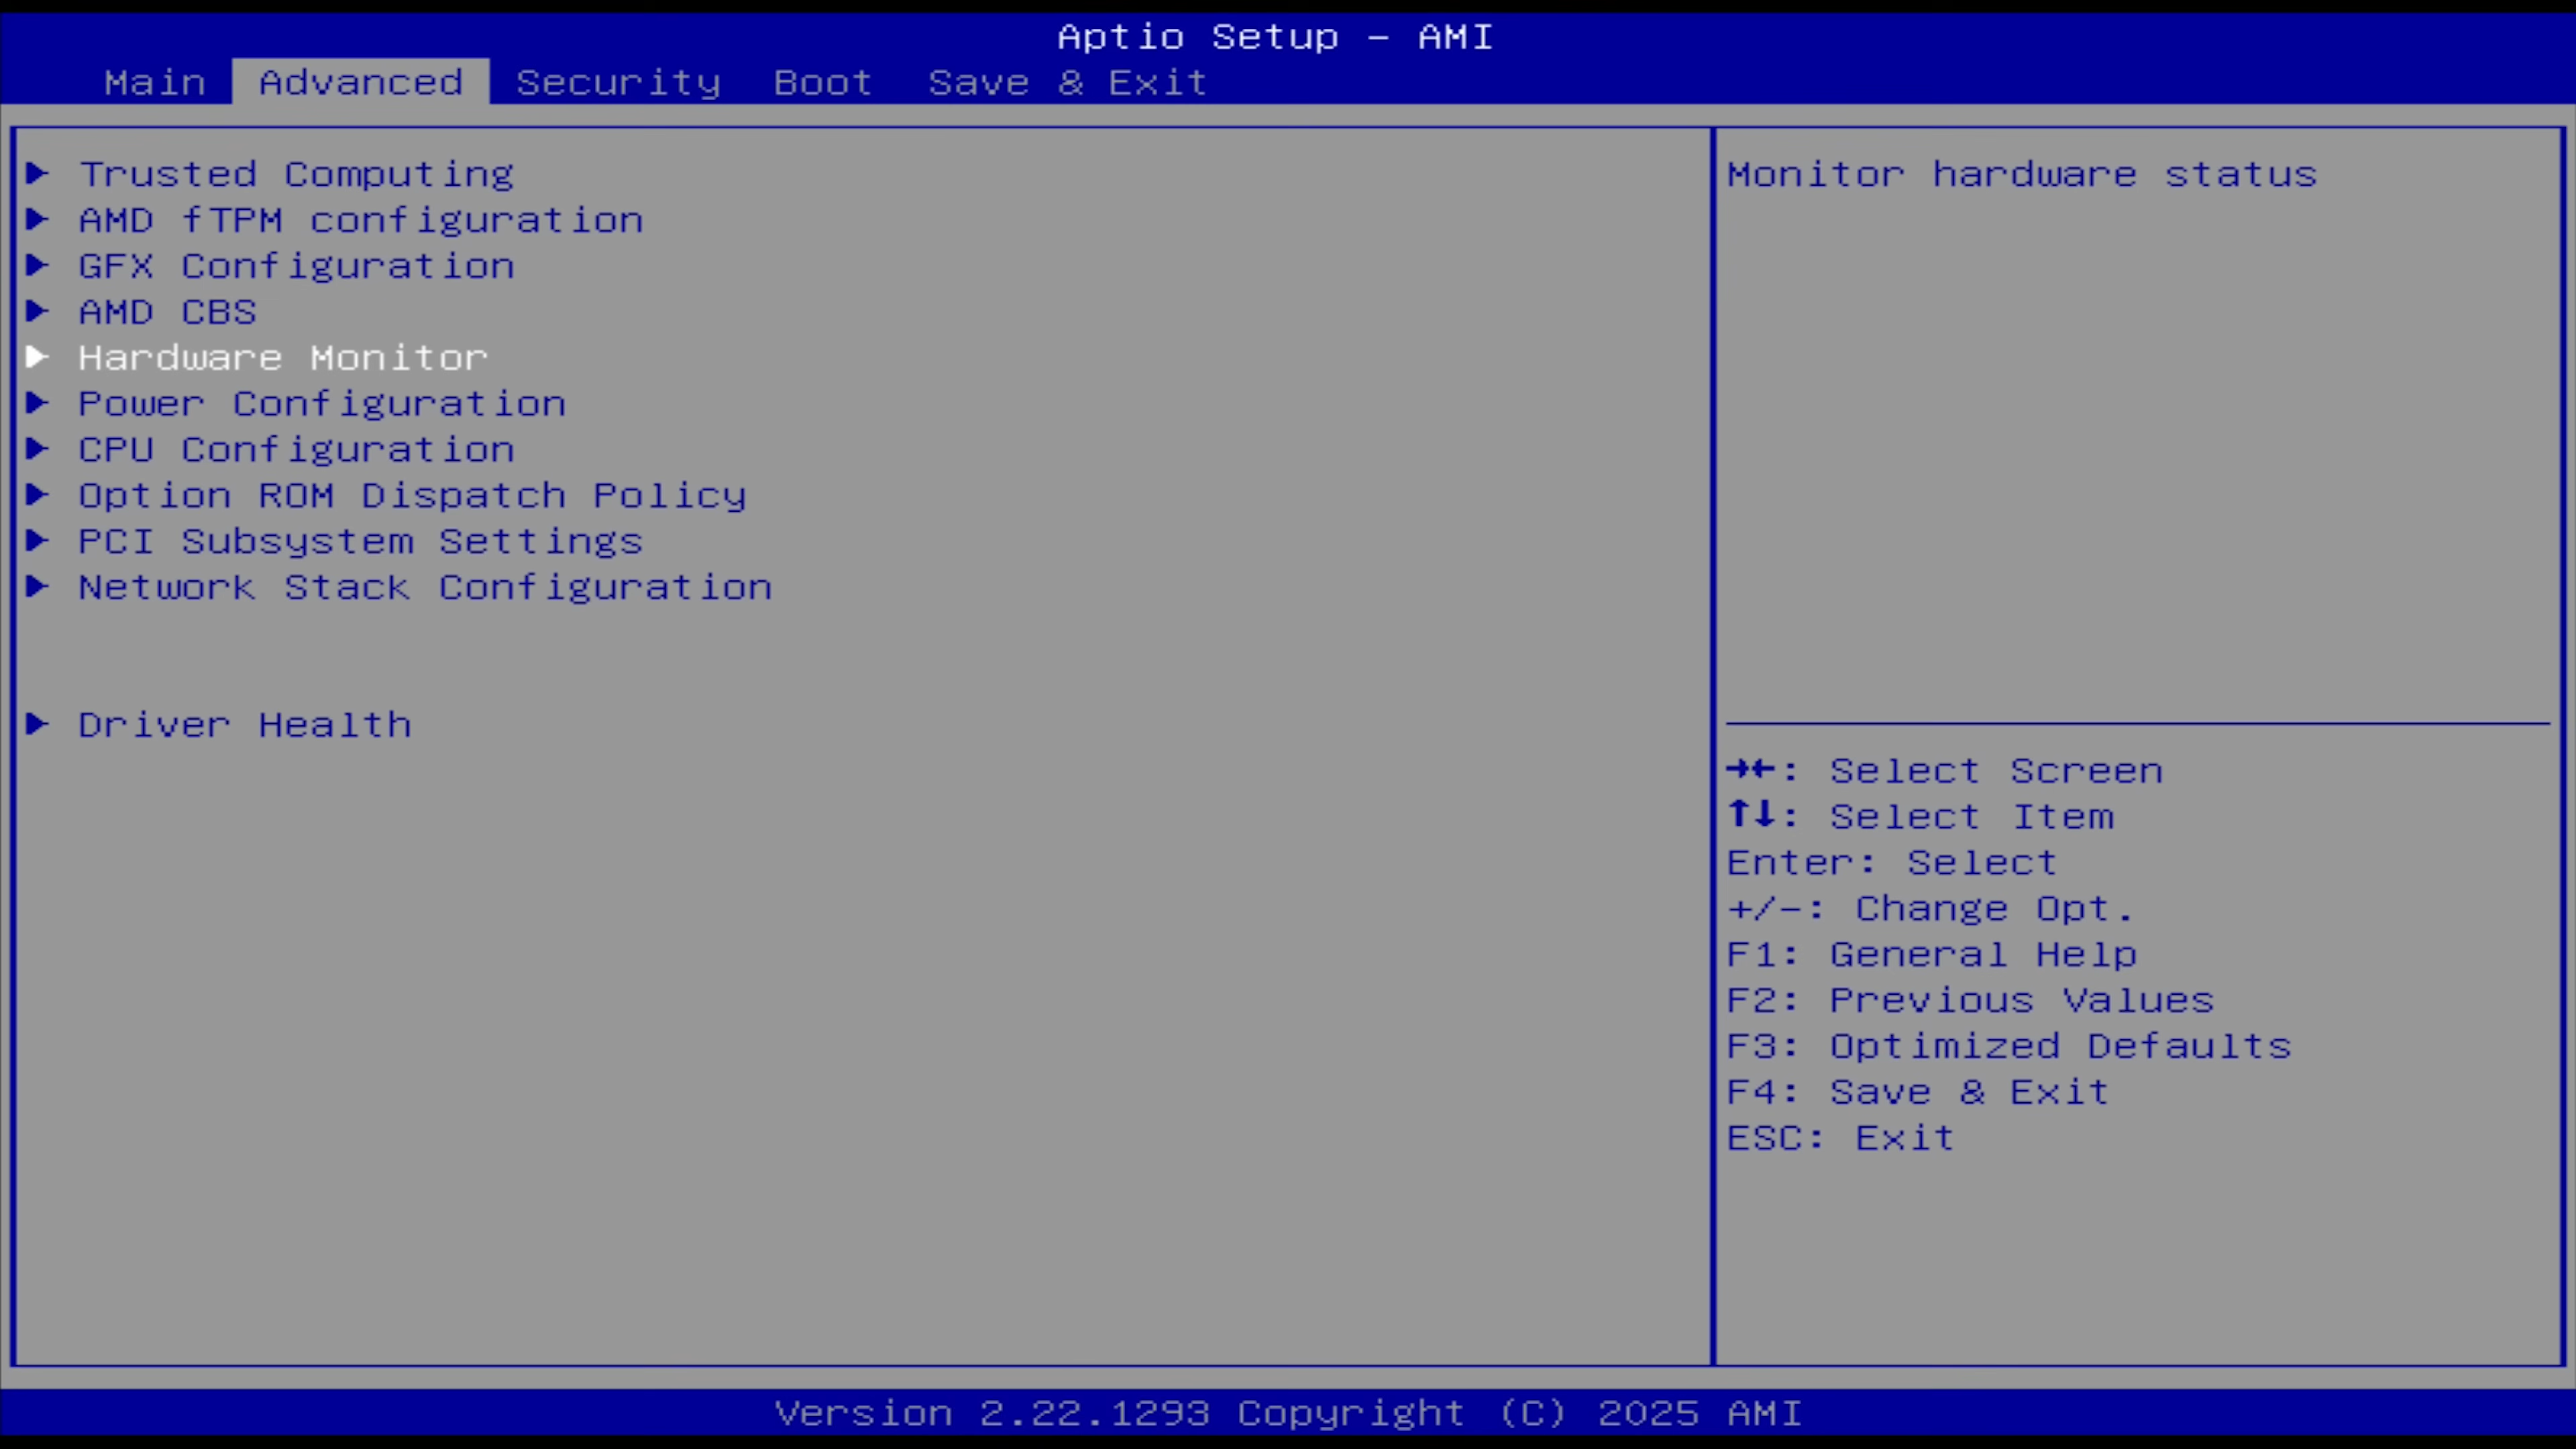 Aptio Setup – AMI
Main Advanced Security Boot Save & Exit
Trusted Computing
AMD fTPM configuration
GFX Configuration
AMD CBS
Hardware Monitor
Power Configuration
CPU Configuration
Option ROM Dispatch Policy
PCI Subsystem Settings
Network Stack Configuration
Driver Health
Monitor hardware status
→←: Select Screen
↑↓: Select Item
Enter: Select
+/-: Change Opt.
F1: General Help
F2: Previous Values
F3: Optimized Defaults
F4: Save & Exit
ESC: Exit
Version 2.22.1293 Copyright (C) 2025 AMI